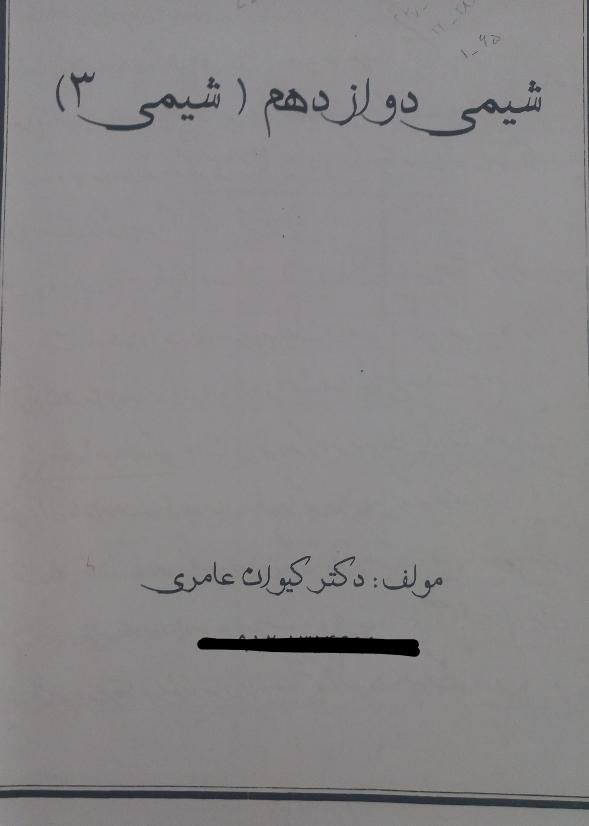 شیمی دوازدهم (شیمی ۳)
مولف: دکتر کیوان عامری